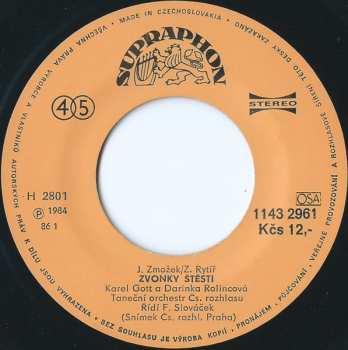 MADE IN CZECHOSLOVAKIA • VŠECHNA PRÁVA VÝROBCE A VLASTNÍKŮ AUTORSKÝCH PRÁV K DÍLU JSOU VYHRAZENA • BEZ SOUHLASU JE VÝROBA KOPIÍ, PRONÁJEM, PŮJČOVÁNÍ, VEŘEJNÉ PROVOZOVÁNÍ A ROZHLASOVÉ ŠÍŘENÍ TÉTO DESKY ZAKÁZÁNO •
SUPRAPHON
45
STEREO
H 2801
Ⓟ 1984
86 1
OSA
1143 2961
Kčs 12,-
J. Zmožek/Z. Rytíř
ZVONKY ŠTĚSTÍ
Karel Gott a Darinka Rolincová
Taneční orchestr Čs. rozhlasu
Řídí F. Slováček
(Snímek Čs. rozhl. Praha)